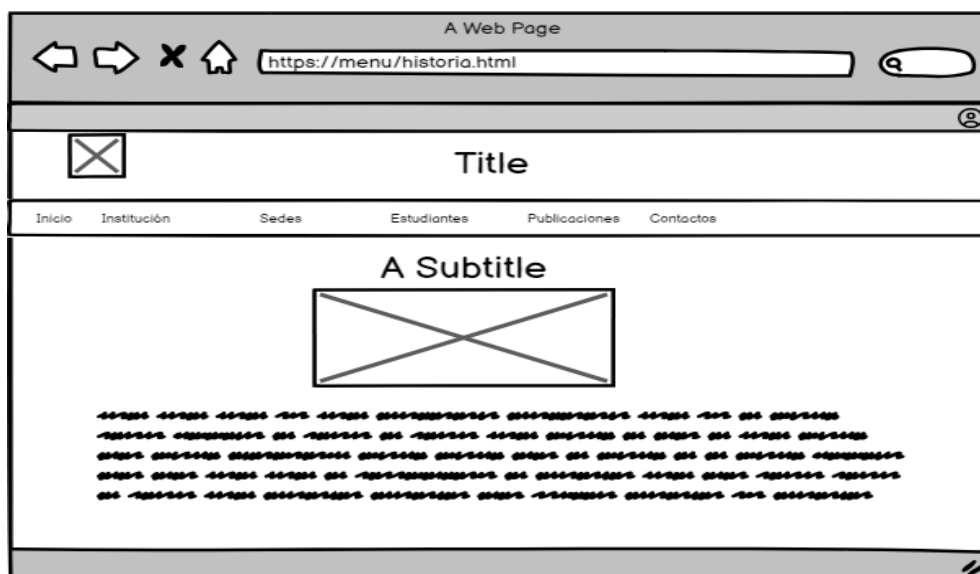 A Web Page
https://menu/historia.html
Title
Inicio Institución Sedes Estudiantes Publicaciones Contactos
A Subtitle